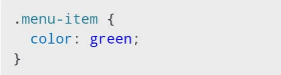 .menu-item {
  color: green;
}